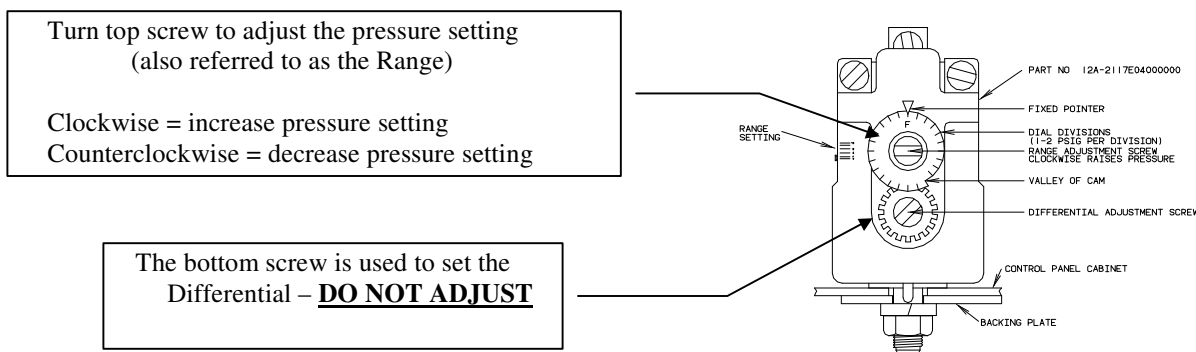 Turn top screw to adjust the pressure setting
(also referred to as the Range)
Clockwise = increase pressure setting
Counterclockwise = decrease pressure setting
The bottom screw is used to set the
Differential – DO NOT ADJUST
RANGE
SETTING
F
PART NO 12A-2117E04000000
FIXED POINTER
DIAL DIVISIONS
(1-2 PSIG PER DIVISION)
RANGE ADJUSTMENT SCREW
CLOCKWISE RAISES PRESSURE
VALLEY OF CAM
DIFFERENTIAL ADJUSTMENT SCREW
CONTROL PANEL CABINET
BACKING PLATE